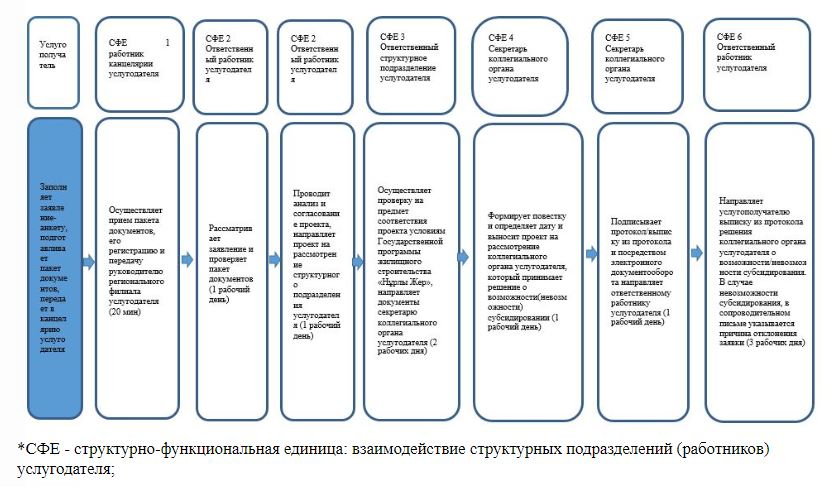 Услуго
получа
тель
СФЕ 1
работник
канцелярии
услугодателя
СФЕ 2
Ответствен
ный работник
услугодател
я
СФЕ 2
Ответствен
ный работник
услугодател
я
СФЕ 3
Ответственный
структурное
подразделение
услугодателя
СФЕ 4
Секретарь
коллегиального
органа
услугодателя
СФЕ 5
Секретарь
коллегиального
органа
услугодателя
СФЕ 6
Ответственный
работник
услугодателя
Заполн
яет
заявле
ние-
анкету,
подгот
авлива
ет
пакет
докуме
нтов,
переда
ет в
канцел
ярию
услуго
дателя
Осуществляет
прием пакета
документов,
его
регистрацию и
передачу
руководителю
регионального
филиала
услугодателя
(20 мин)
Рассматрив
ает
заявление и
проверяет
пакет
документов
(1 рабочий
день)
Проводит
анализ и
согласовани
е проекта,
направляет
проект на
рассмотрен
ие
структурног
о
подразделен
ия
услугодател
я (1 рабочий
день)
Осуществляет
проверку на
предмет
соответствия
проекта условиям
Государственной
программы
жилищного
строительства
«Нұрлы Жер»,
направляет
документы
секретарю
коллегиального
органа
услугодателя (2
рабочих дня)
Формирует повестку
и определяет дату и
выносит проект на
рассмотрение
коллегиального
органа услугодателя,
который принимает
решение о
возможности(невозм
ожности)
субсидировании (1
рабочий день)
Подписывает
протокол/выпис
ку из протокола
и посредством
электронного
документооборо
та направляет
ответственному
работнику
услугодателя (1
рабочий день)
Направляет
услугополучателю
выписку из протокола
решения
коллегиального органа
услугодателя о
возможности/невозмож
ности субсидирования.
В случае
невозможности
субсидирования, в
сопроводительном
письме указывается
причина отклонения
заявки (3 рабочих дня)
*СФЕ - структурно-функциональная единица: взаимодействие структурных подразделений (работников)
услугодателя;